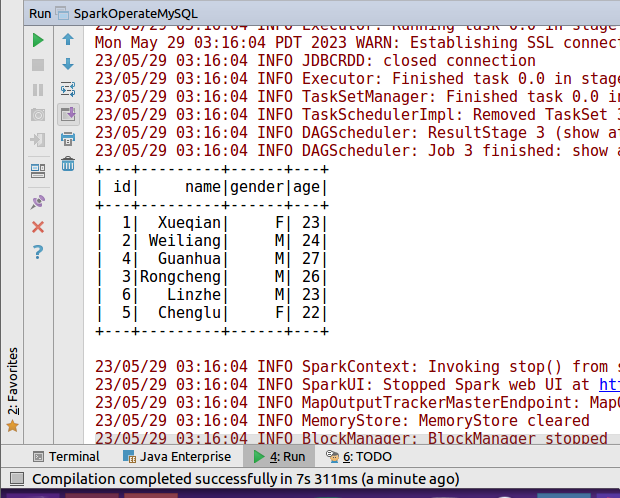 Run SparkOperateMySQL
23/05/29 03:16:04 INFO Executor: Running task 0.0 in stage
Mon May 29 03:16:04 PDT 2023 WARN: Establishing SSL connect
23/05/29 03:16:04 INFO JDBCRDD: closed connection
23/05/29 03:16:04 INFO Executor: Finished task 0.0 in stage
23/05/29 03:16:04 INFO TaskSetManager: Finished task 0.0 in
23/05/29 03:16:04 INFO TaskSchedulerImpl: Removed TaskSet 3
23/05/29 03:16:04 INFO DAGScheduler: ResultStage 3 (show at
23/05/29 03:16:04 INFO DAGScheduler: Job 3 finished: show a
+---+---------+------+---+
| id|     name|gender|age|
+---+---------+------+---+
|  1|  Xueqian|     F| 23|
|  2| Weiliang|     M| 24|
|  4|  Guanhua|     M| 27|
|  3|Rongcheng|     M| 26|
|  6|   Linzhe|     M| 23|
|  5|  Chenglu|     F| 22|
+---+---------+------+---+
23/05/29 03:16:04 INFO SparkContext: Invoking stop() from s
23/05/29 03:16:04 INFO SparkUI: Stopped Spark web UI at htt
23/05/29 03:16:04 INFO MapOutputTrackerMasterEndpoint: MapO
23/05/29 03:16:04 INFO MemoryStore: MemoryStore cleared
23/05/29 03:16:04 INFO BlockManager: BlockManager stopped
2: Favorites
Terminal Java Enterprise 4: Run 6: TODO
Compilation completed successfully in 7s 311ms (a minute ago)